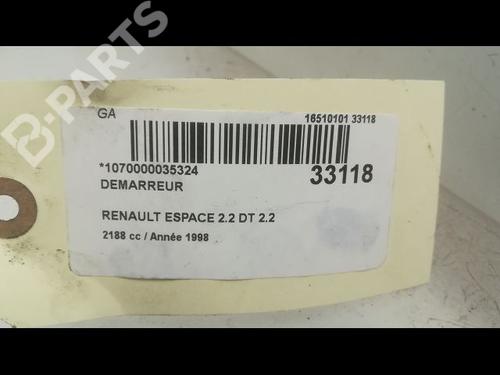 B-PARTS
GA
16510101 33118
*1070000035324
33118
DEMARREUR
RENAULT ESPACE 2.2 DT 2.2
2188 cc / Année 1998